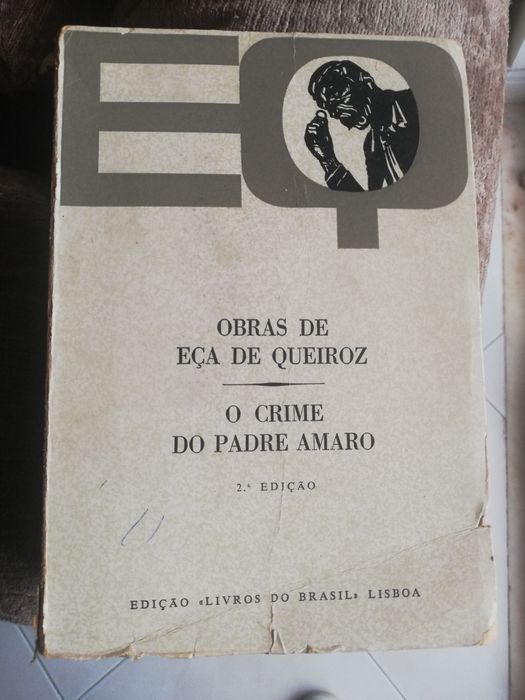 EQ
OBRAS DE
EÇA DE QUEIROZ
O CRIME
DO PADRE AMARO
2.ª EDIÇÃO
EDIÇÃO «LIVROS DO BRASIL» LISBOA